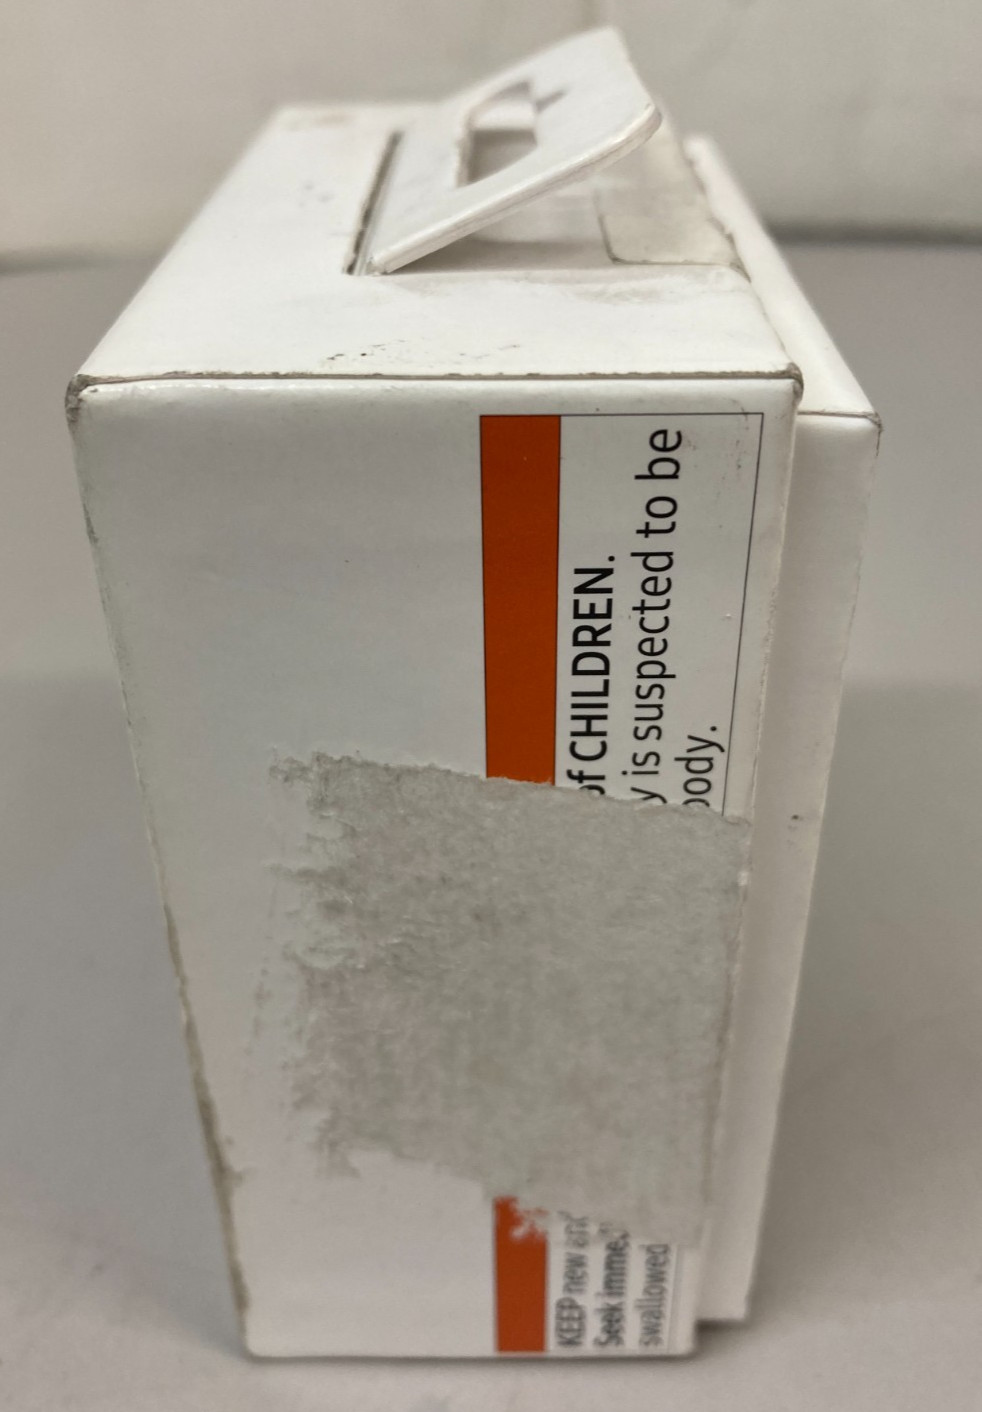 KEEP new and of CHILDREN.
Seek imme is suspected to be
swallowed body.